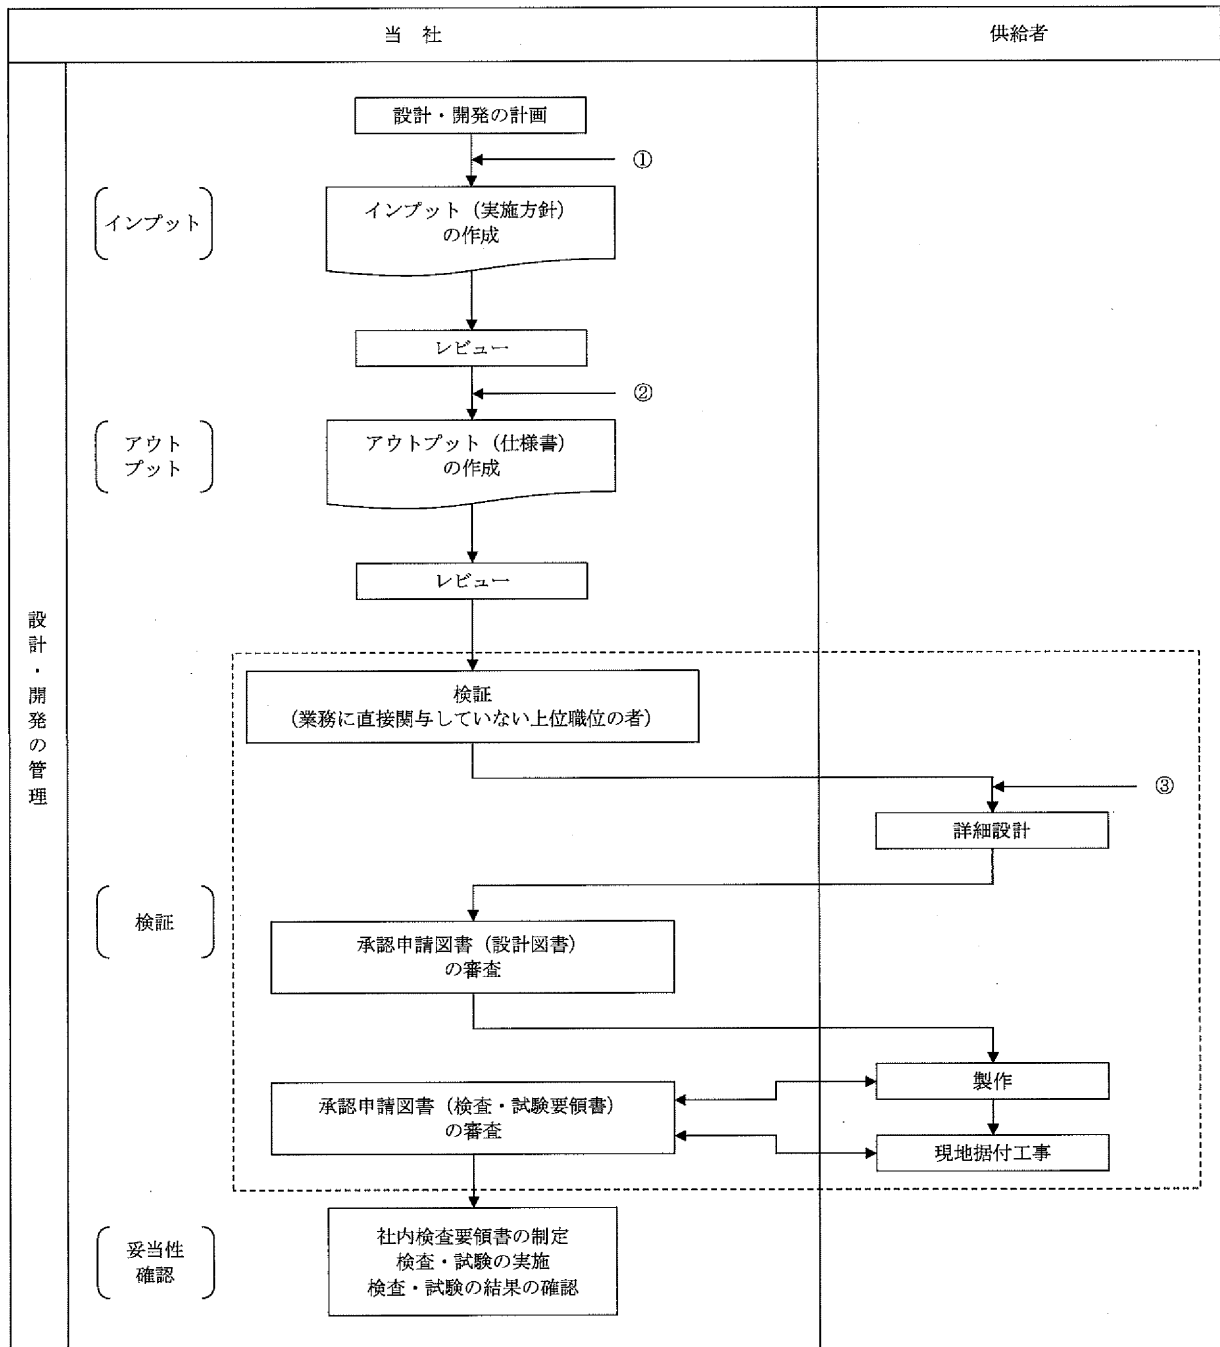 当 社
供給者
設計・開発の計画
①
インプット
インプット（実施方針）
の作成
レビュー
②
アウト
プット
アウトプット（仕様書）
の作成
レビュー
設計・開発の管理
検証
（業務に直接関与していない上位職位の者）
③
詳細設計
検証
承認申請図書（設計図書）
の審査
製作
承認申請図書（検査・試験要領書）
の審査
現地据付工事
妥当性
確認
社内検査要領書の制定
検査・試験の実施
検査・試験の結果の確認